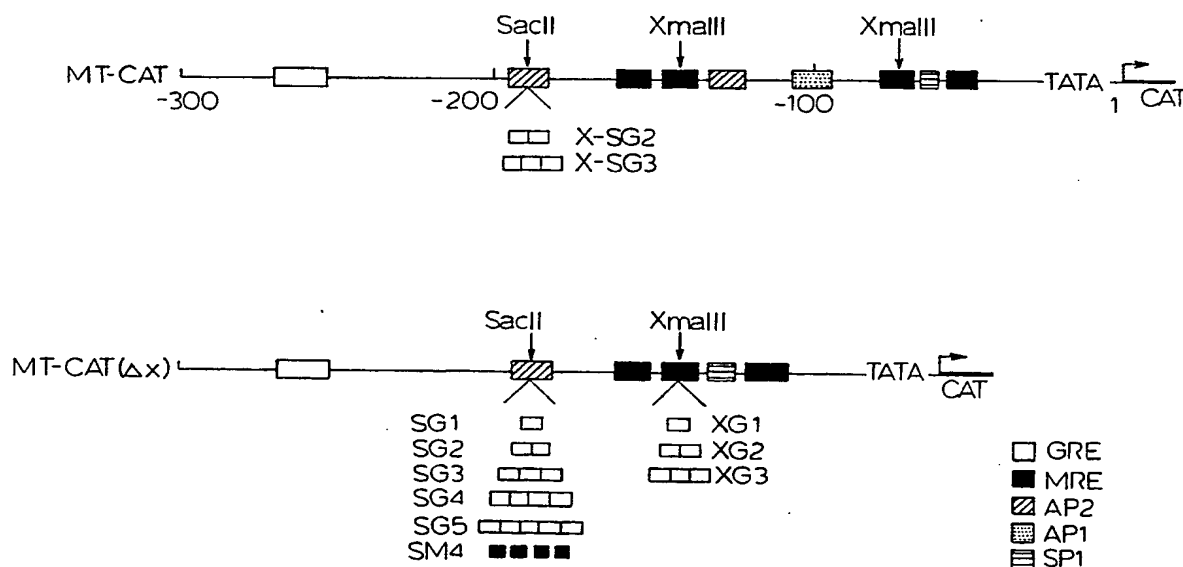 SacII XmaIII XmaIII
MT-CAT
-300 -200 -100 TATA 1 CAT
X-SG2
X-SG3
SacII XmaIII
MT-CAT(Δx) TATA CAT
SG1 XG1
SG2 XG2
SG3 XG3
SG4
SG5
SM4
GRE
MRE
AP2
AP1
SP1